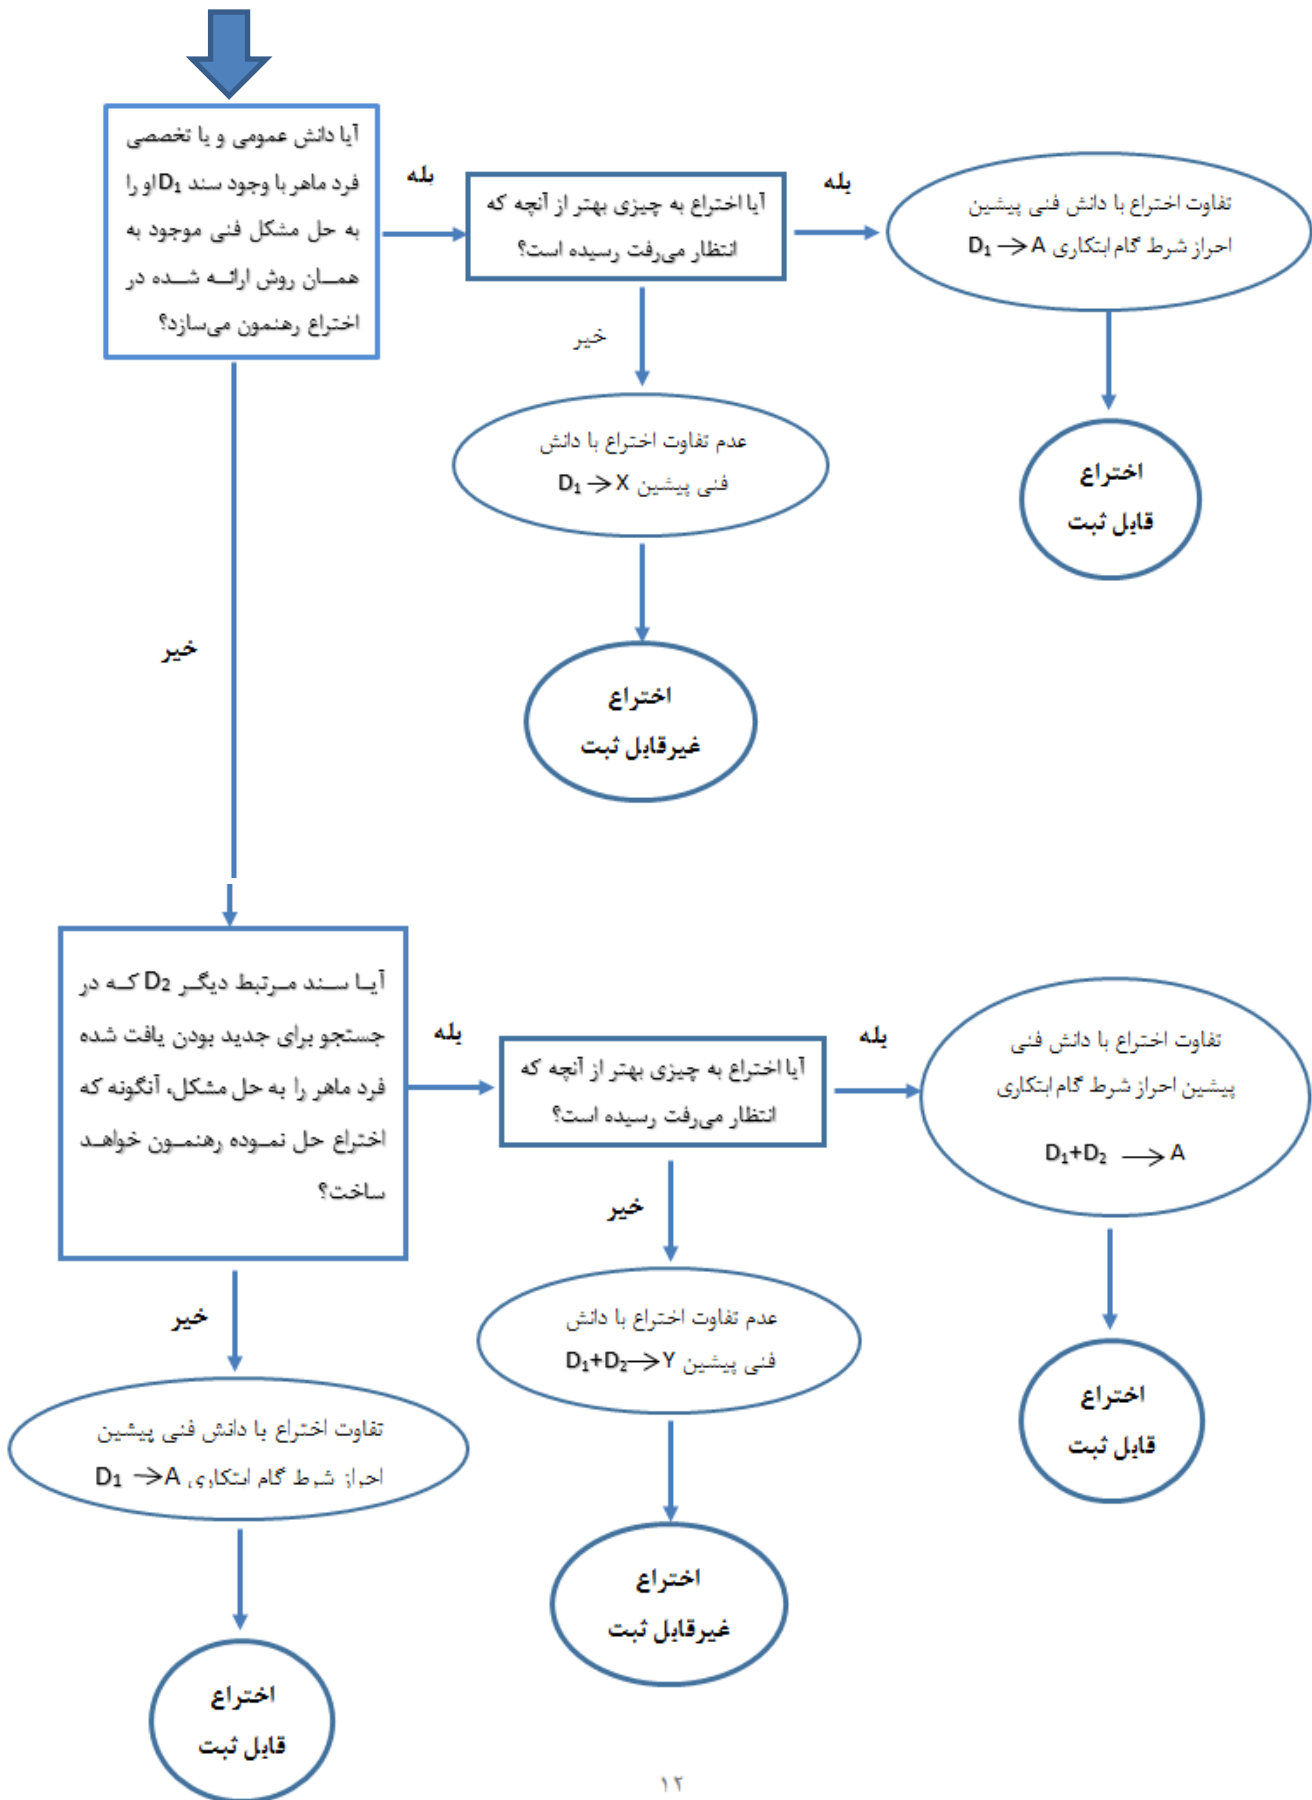 آیا دانش عمومی و یا تخصصی
فرد ماهر با وجود سند D₁ او را
به حل مشکل فنی موجود به
همان روش ارائه شده در
اختراع رهنمون می‌سازد؟
بله
آیا اختراع به چیزی بهتر از آنچه که
انتظار می‌رفت رسیده است؟
بله
تفاوت اختراع با دانش فنی پیشین
احراز شرط گام ابتکاری D₁ → A
خیر
عدم تفاوت اختراع با دانش
فنی پیشین D₁ → X
اختراع
قابل ثبت
خیر
اختراع
غیرقابل ثبت
آیا سند مرتبط دیگر D₂ که در
جستجو برای جدید بودن یافت شده
فرد ماهر را به حل مشکل، آنگونه که
اختراع حل نموده رهنمون خواهد
ساخت؟
بله
آیا اختراع به چیزی بهتر از آنچه که
انتظار می‌رفت رسیده است؟
بله
تفاوت اختراع با دانش فنی
پیشین احراز شرط گام ابتکاری
D₁+D₂ → A
خیر
خیر
عدم تفاوت اختراع با دانش
فنی پیشین D₁+D₂ → Y
اختراع
قابل ثبت
تفاوت اختراع با دانش فنی پیشین
احراز شرط گام ابتکاری D₁ → A
اختراع
غیرقابل ثبت
اختراع
قابل ثبت
۱۲